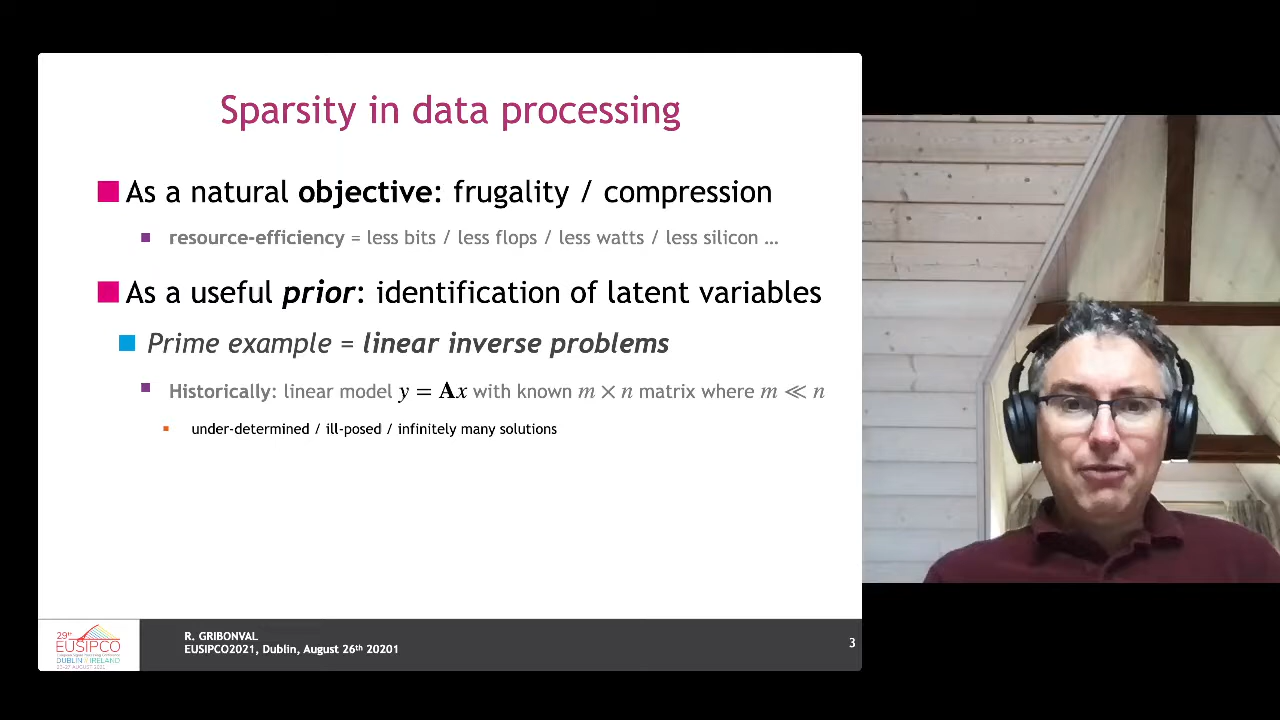 Sparsity in data processing
As a natural objective: frugality / compression
resource-efficiency = less bits / less flops / less watts / less silicon …
As a useful prior: identification of latent variables
Prime example = linear inverse problems
Historically: linear model y = Ax with known m × n matrix where m ≪ n
under-determined / ill-posed / infinitely many solutions
29th
EUSIPCO
DUBLIN / IRELAND
R. GRIBONVAL
EUSIPCO2021, Dublin, August 26th 20201
3